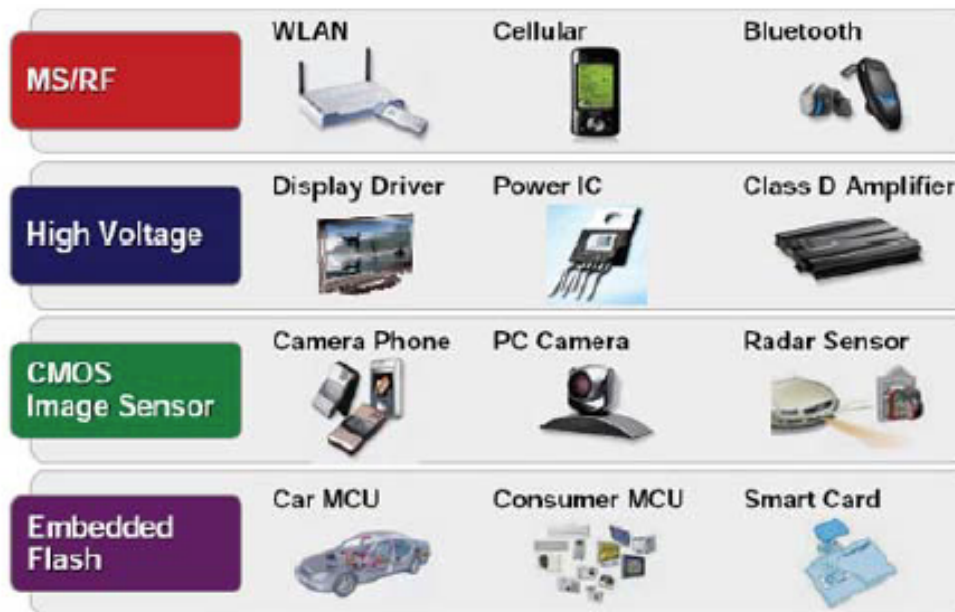 MS/RF
WLAN
Cellular
Bluetooth
High Voltage
Display Driver
Power IC
Class D Amplifier
CMOS
Image Sensor
Camera Phone
PC Camera
Radar Sensor
Embedded
Flash
Car MCU
Consumer MCU
Smart Card